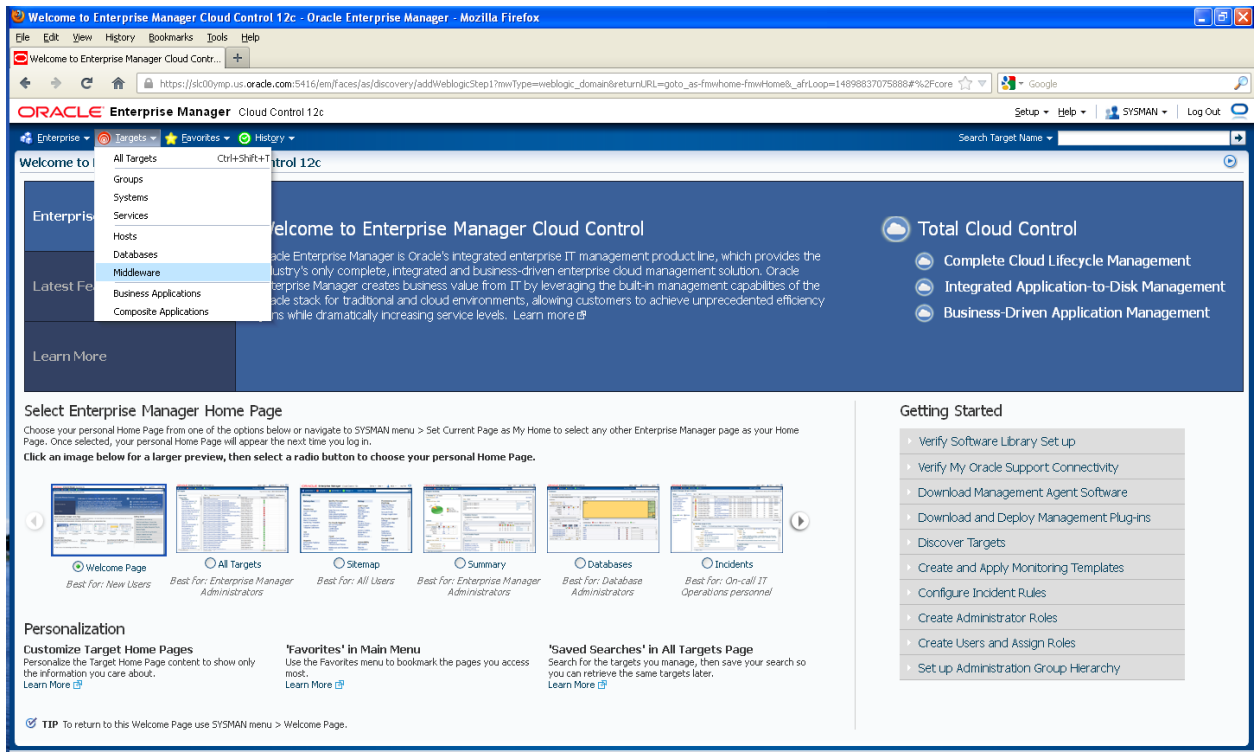 Welcome to Enterprise Manager Cloud Control 12c - Oracle Enterprise Manager - Mozilla Firefox
File Edit View History Bookmarks Tools Help
Welcome to Enterprise Manager Cloud Contr... +
https://slc00ymp.us.oracle.com:5416/em/faces/as/discovery/addWeblogicStep1?mwType=weblogic_domain&returnURL=goto_as-fmwhome-fmwHome&_afrLoop=14898837075888#%2Fcore Google
ORACLE Enterprise Manager Cloud Control 12c Setup Help SYSMAN Log Out
Enterprise Targets Favorites History Search Target Name
Welcome to ntrol 12c
All Targets Ctrl+Shift+T
Groups
Systems
Services
Hosts
Databases
Middleware
Business Applications
Composite Applications
Enterpris
Latest Fe
Learn More
elcome to Enterprise Manager Cloud Control
acle Enterprise Manager is Oracle's integrated enterprise IT management product line, which provides the
ustry's only complete, integrated and business-driven enterprise cloud management solution. Oracle
terprise Manager creates business value from IT by leveraging the built-in management capabilities of the
acle stack for traditional and cloud environments, allowing customers to achieve unprecedented efficiency
ins while dramatically increasing service levels. Learn more
Total Cloud Control
Complete Cloud Lifecycle Management
Integrated Application-to-Disk Management
Business-Driven Application Management
Select Enterprise Manager Home Page
Choose your personal Home Page from one of the options below or navigate to SYSMAN menu > Set Current Page as My Home to select any other Enterprise Manager page as your Home
Page. Once selected, your personal Home Page will appear the next time you log in.
Click an image below for a larger preview, then select a radio button to choose your personal Home Page.
Welcome Page
Best for: New Users
All Targets
Best for: Enterprise Manager
Administrators
Sitemap
Best for: All Users
Summary
Best for: Enterprise Manager
Administrators
Databases
Best for: Database
Administrators
Incidents
Best for: On-call IT
Operations personnel
Personalization
Customize Target Home Pages
Personalize the Target Home Page content to show only
the information you care about.
Learn More
'Favorites' in Main Menu
Use the Favorites menu to bookmark the pages you access
most.
Learn More
'Saved Searches' in All Targets Page
Search for the targets you manage, then save your search so
you can retrieve the same targets later.
Learn More
TIP To return to this Welcome Page use SYSMAN menu > Welcome Page.
Getting Started
Verify Software Library Set up
Verify My Oracle Support Connectivity
Download Management Agent Software
Download and Deploy Management Plug-ins
Discover Targets
Create and Apply Monitoring Templates
Configure Incident Rules
Create Administrator Roles
Create Users and Assign Roles
Set up Administration Group Hierarchy